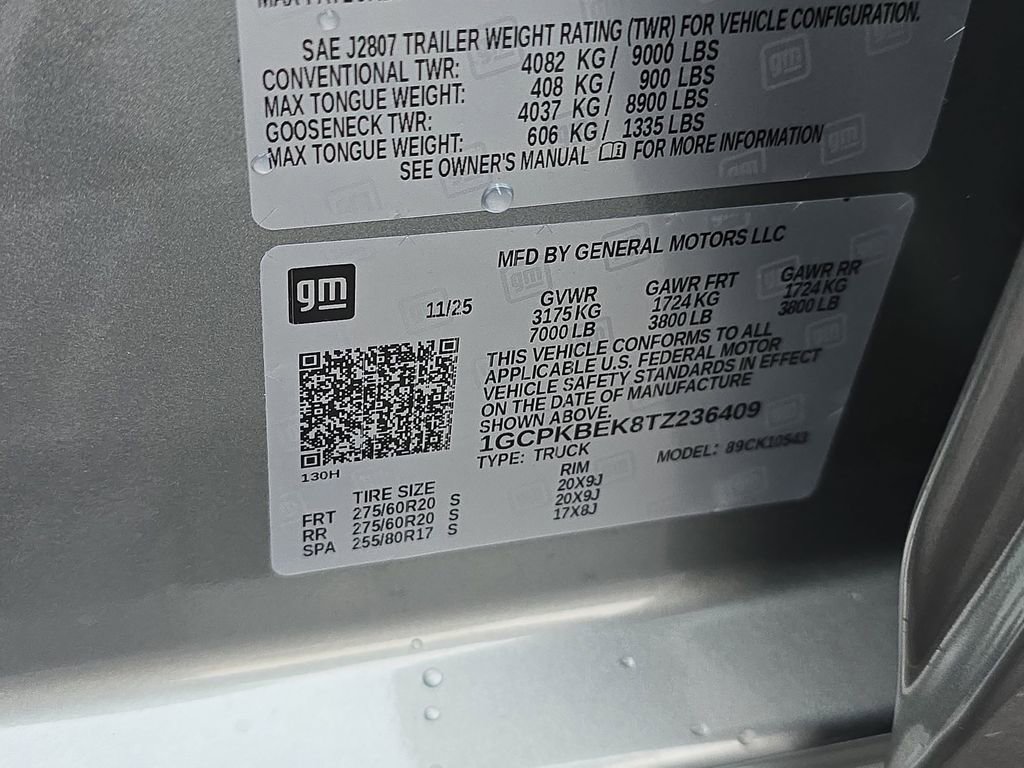 SAE J2807 TRAILER WEIGHT RATING (TWR) FOR VEHICLE CONFIGURATION.
CONVENTIONAL TWR: 4082 KG / 9000 LBS
MAX TONGUE WEIGHT: 408 KG / 900 LBS
GOOSENECK TWR: 4037 KG / 8900 LBS
MAX TONGUE WEIGHT: 606 KG / 1335 LBS
SEE OWNER'S MANUAL FOR MORE INFORMATION
MFD BY GENERAL MOTORS LLC
gm
11/25
GVWR GAWR FRT GAWR RR
3175 KG 1724 KG 1724 KG
7000 LB 3800 LB 3800 LB
THIS VEHICLE CONFORMS TO ALL
APPLICABLE U.S. FEDERAL MOTOR
VEHICLE SAFETY STANDARDS IN EFFECT
ON THE DATE OF MANUFACTURE
SHOWN ABOVE.
1GCPKBEK8TZ236409
TYPE: TRUCK MODEL: 89CK10543
130H
TIRE SIZE RIM
FRT 275/60R20 S 20X9J
RR 275/60R20 S 20X9J
SPA 255/80R17 S 17X8J